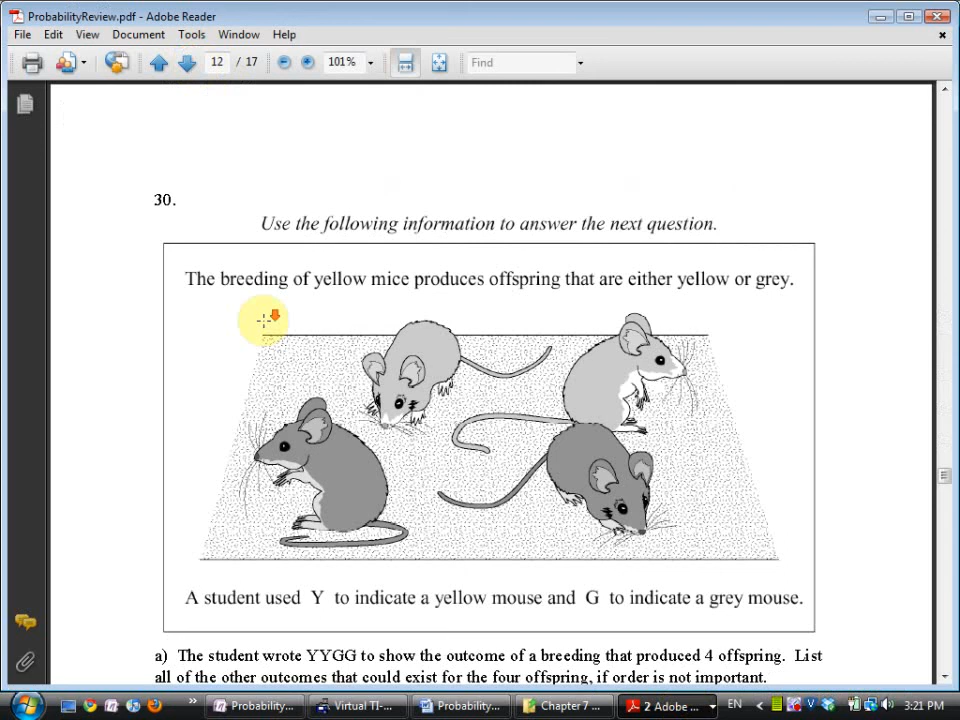 ProbabilityReview.pdf - Adobe Reader
File Edit View Document Tools Window Help
12 / 17 101% Find
30.
Use the following information to answer the next question.
The breeding of yellow mice produces offspring that are either yellow or grey.
A student used Y to indicate a yellow mouse and G to indicate a grey mouse.
a) The student wrote YYGG to show the outcome of a breeding that produced 4 offspring. List
all of the other outcomes that could exist for the four offspring, if order is not important.
Probability... Virtual TI-... Probability... Chapter 7 ... 2 Adobe ... EN 3:21 PM